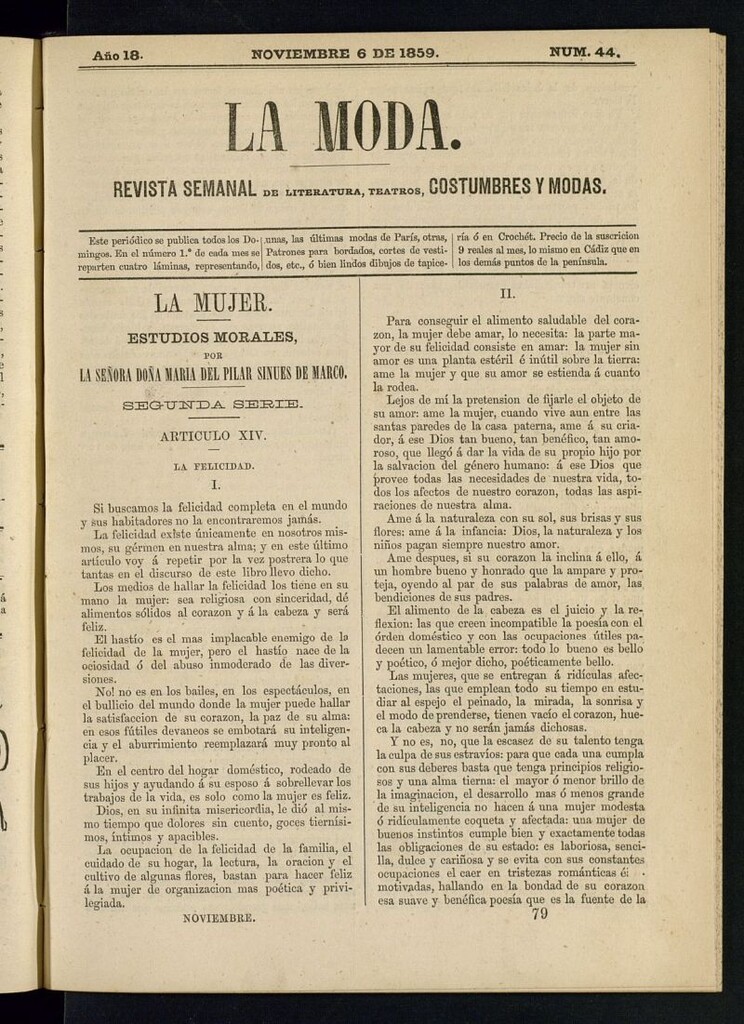 Año 18.
NOVIEMBRE 6 DE 1859.
NUM. 44.
LA MODA.
REVISTA SEMANAL DE LITERATURA, TEATROS, COSTUMBRES Y MODAS.
Este periódico se publica todos los Do-
mingos. En el número 1.º de cada mes se
reparten cuatro láminas, representando,
unas, las últimas modas de París, otras,
Patrones para bordados, cortes de vesti-
dos, etc., ó bien lindos dibujos de tapice-
ría ó en Crochét. Precio de la suscricion
9 reales al mes, lo mismo en Cádiz que en
los demás puntos de la península.
LA MUJER.
ESTUDIOS MORALES,
POR
LA SEÑORA DOÑA MARIA DEL PILAR SINUES DE MARCO.
SEGUNDA SERIE.
ARTICULO XIV.
LA FELICIDAD.
I.
Si buscamos la felicidad completa en el mundo
y sus habitadores no la encontraremos jamás.
La felicidad existe únicamente en nosotros mis-
mos, su gérmen en nuestra alma; y en este último
artículo voy á repetir por la vez postrera lo que
tantas en el discurso de este libro llevo dicho.
Los medios de hallar la felicidad los tiene en su
mano la mujer: sea religiosa con sinceridad, dé
alimentos sólidos al corazon y á la cabeza y será
feliz.
El hastío es el mas implacable enemigo de la
felicidad de la mujer, pero el hastío nace de la
ociosidad ó del abuso inmoderado de las diver-
siones.
No! no es en los bailes, en los espectáculos, en
el bullicio del mundo donde la mujer puede hallar
la satisfaccion de su corazon, la paz de su alma:
en esos fútiles devaneos se embotará su inteligen-
cia y el aburrimiento reemplazará muy pronto al
placer.
En el centro del hogar doméstico, rodeado de
sus hijos y ayudando á su esposo á sobrellevar los
trabajos de la vida, es solo como la mujer es feliz.
Dios, en su infinita misericordia, le dió al mis-
mo tiempo que dolores sin cuento, goces tiernísi-
mos, íntimos y apacibles.
La ocupacion de la felicidad de la familia, el
cuidado de su hogar, la lectura, la oracion y el
cultivo de algunas flores, bastan para hacer feliz
á la mujer de organizacion mas poética y privi-
legiada.
NOVIEMBRE.
II.
Para conseguir el alimento saludable del cora-
zon, la mujer debe amar, lo necesita: la parte ma-
yor de su felicidad consiste en amar: la mujer sin
amor es una planta estéril é inútil sobre la tierra:
ame la mujer y que su amor se estienda á cuanto
la rodea.
Lejos de mí la pretension de fijarle el objeto de
su amor: ame la mujer, cuando vive aun entre las
santas paredes de la casa paterna, ame á su cria-
dor, á ese Dios tan bueno, tan benéfico, tan amo-
roso, que llegó á dar la vida de su propio hijo por
la salvacion del género humano: á ese Dios que
provee todas las necesidades de nuestra vida, to-
dos los afectos de nuestro corazon, todas las aspi-
raciones de nuestra alma.
Ame á la naturaleza con su sol, sus brisas y sus
flores: ame á la infancia: Dios, la naturaleza y los
niños pagan siempre nuestro amor.
Ame despues, si su corazon la inclina á ello, á
un hombre bueno y honrado que la ampare y pro-
teja, oyendo al par de sus palabras de amor, las
bendiciones de sus padres.
El alimento de la cabeza es el juicio y la re-
flexion: las que creen incompatible la poesía con el
órden doméstico y con las ocupaciones útiles pa-
decen un lamentable error: todo lo bueno es bello
y poético, ó mejor dicho, poéticamente bello.
Las mujeres, que se entregan á ridículas afec-
taciones, las que emplean todo su tiempo en estu-
diar al espejo el peinado, la mirada, la sonrisa y
el modo de prenderse, tienen vacío el corazon, hue-
ca la cabeza y no serán jamás dichosas.
Y no es, no, que la escasez de su talento tenga
la culpa de sus estravíos: para que cada una cumpla
con sus deberes basta que tenga principios religio-
sos y una alma tierna: el mayor ó menor brillo de
la imaginacion, el desarrollo mas ó menos grande
de su inteligencia no hacen á una mujer modesta
ó ridículamente coqueta y afectada: una mujer de
buenos instintos cumple bien y exactamente todas
las obligaciones de su estado: es laboriosa, senci-
lla, dulce y cariñosa y se evita con sus constantes
ocupaciones el caer en tristezas románticas é
motivadas, hallando en la bondad de su corazon
esa suave y benéfica poesía que es la fuente de la
79